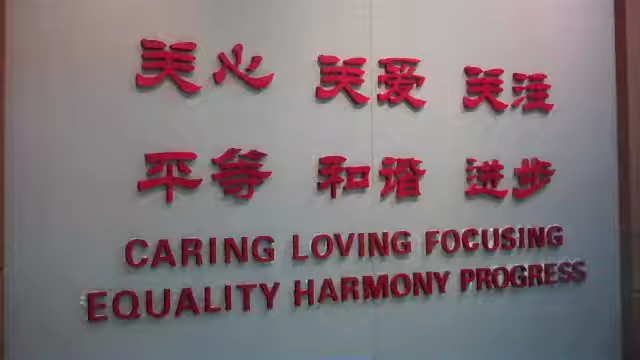 关心 关爱 关注
平等 和谐 进步
CARING LOVING FOCUSING
EQUALITY HARMONY PROGRESS